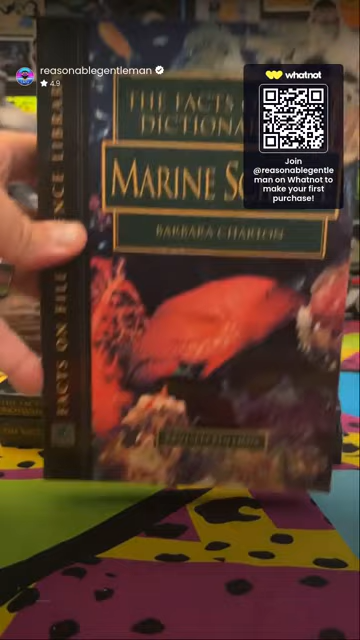 reasonablegentleman
4.9
whatnot
Join
@reasonablegentle
man on Whatnot to
make your first
purchase!
THE FACTS
DICTIONA
MARINE S
BARBARA CHARTON
FACTS ON FILE
ENCE LIBRA